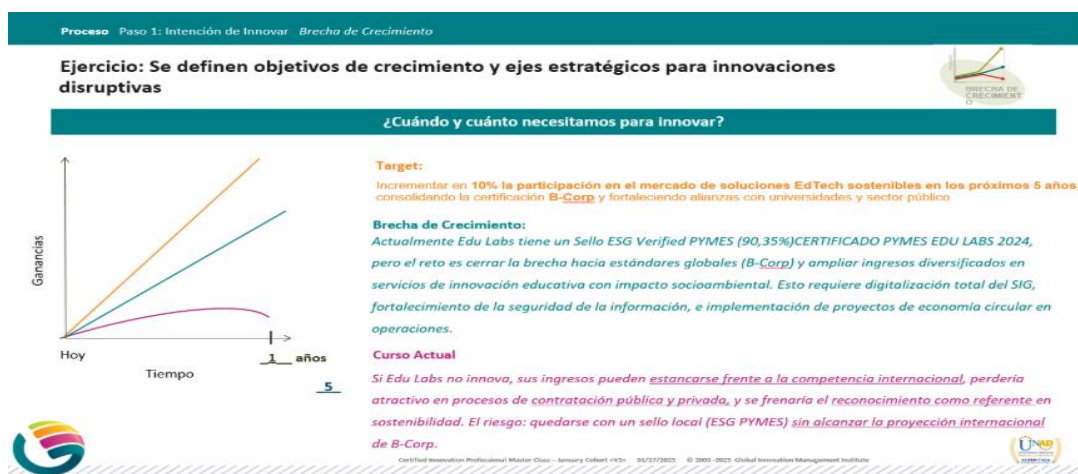 Proceso Paso 1: Intención de Innovar Brecha de Crecimiento
Ejercicio: Se definen objetivos de crecimiento y ejes estratégicos para innovaciones
disruptivas
BRECHA DE
CRECIMIENT
O
¿Cuándo y cuánto necesitamos para innovar?
Target:
Incrementar en 10% la participación en el mercado de soluciones EdTech sostenibles en los próximos 5 años
consolidando la certificación B-Corp y fortaleciendo alianzas con universidades y sector público
Brecha de Crecimiento:
Actualmente Edu Labs tiene un Sello ESG Verified PYMES (90,35%)CERTIFICADO PYMES EDU LABS 2024,
pero el reto es cerrar la brecha hacia estándares globales (B-Corp) y ampliar ingresos diversificados en
servicios de innovación educativa con impacto socioambiental. Esto requiere digitalización total del SIG,
fortalecimiento de la seguridad de la información, e implementación de proyectos de economía circular en
operaciones.
Curso Actual
Si Edu Labs no innova, sus ingresos pueden estancarse frente a la competencia internacional, perdería
atractivo en procesos de contratación pública y privada, y se frenaría el reconocimiento como referente en
sostenibilidad. El riesgo: quedarse con un sello local (ESG PYMES) sin alcanzar la proyección internacional
de B-Corp.
Ganancias
Hoy
1 años
Tiempo
5
Certified Innovation Professional Master Class – January Cohort <V5> 01/27/2025 © 2003 -2025 Global Innovation Management Institute
UNAD